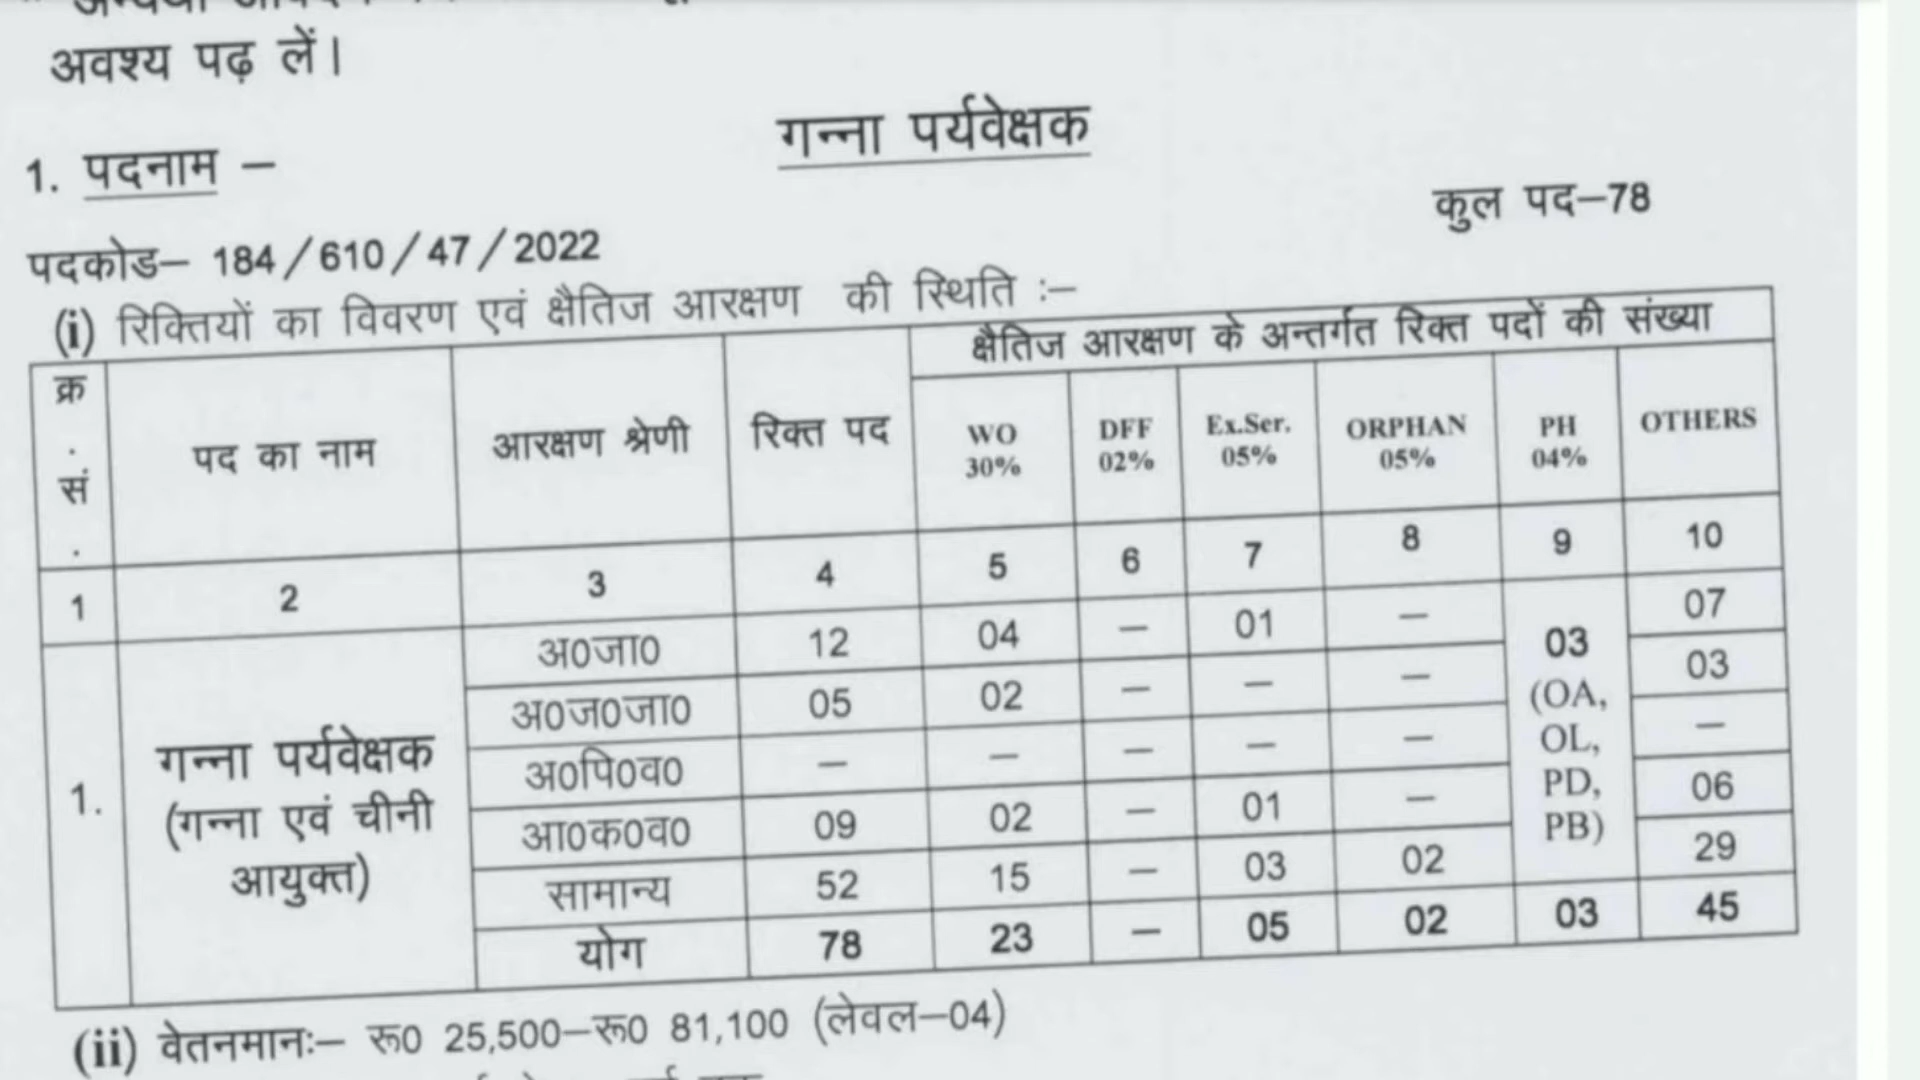 अवश्य पढ़ लें।
गन्ना पर्यवेक्षक
1. पदनाम –
कुल पद–78
पदकोड– 184/610/47/2022
(i) रिक्तियों का विवरण एवं क्षैतिज आरक्षण की स्थिति :–
क्र.सं. पद का नाम आरक्षण श्रेणी रिक्त पद क्षैतिज आरक्षण के अन्तर्गत रिक्त पदों की संख्या
WO 30% DFF 02% Ex.Ser. 05% ORPHAN 05% PH 04% OTHERS
1 2 3 4 5 6 7 8 9 10
1. गन्ना पर्यवेक्षक (गन्ना एवं चीनी आयुक्त)
अ0जा0 12 04 – 01 – 03 (OA, OL, PD, PB) 07
अ0ज0जा0 05 02 – – – 03
अ0पि0व0 – – – – – –
आ0क0व0 09 02 – 01 – 06
सामान्य 52 15 – 03 02 29
योग 78 23 – 05 02 03 45
(ii) वेतनमानः– रू0 25,500–रू0 81,100 (लेवल–04)